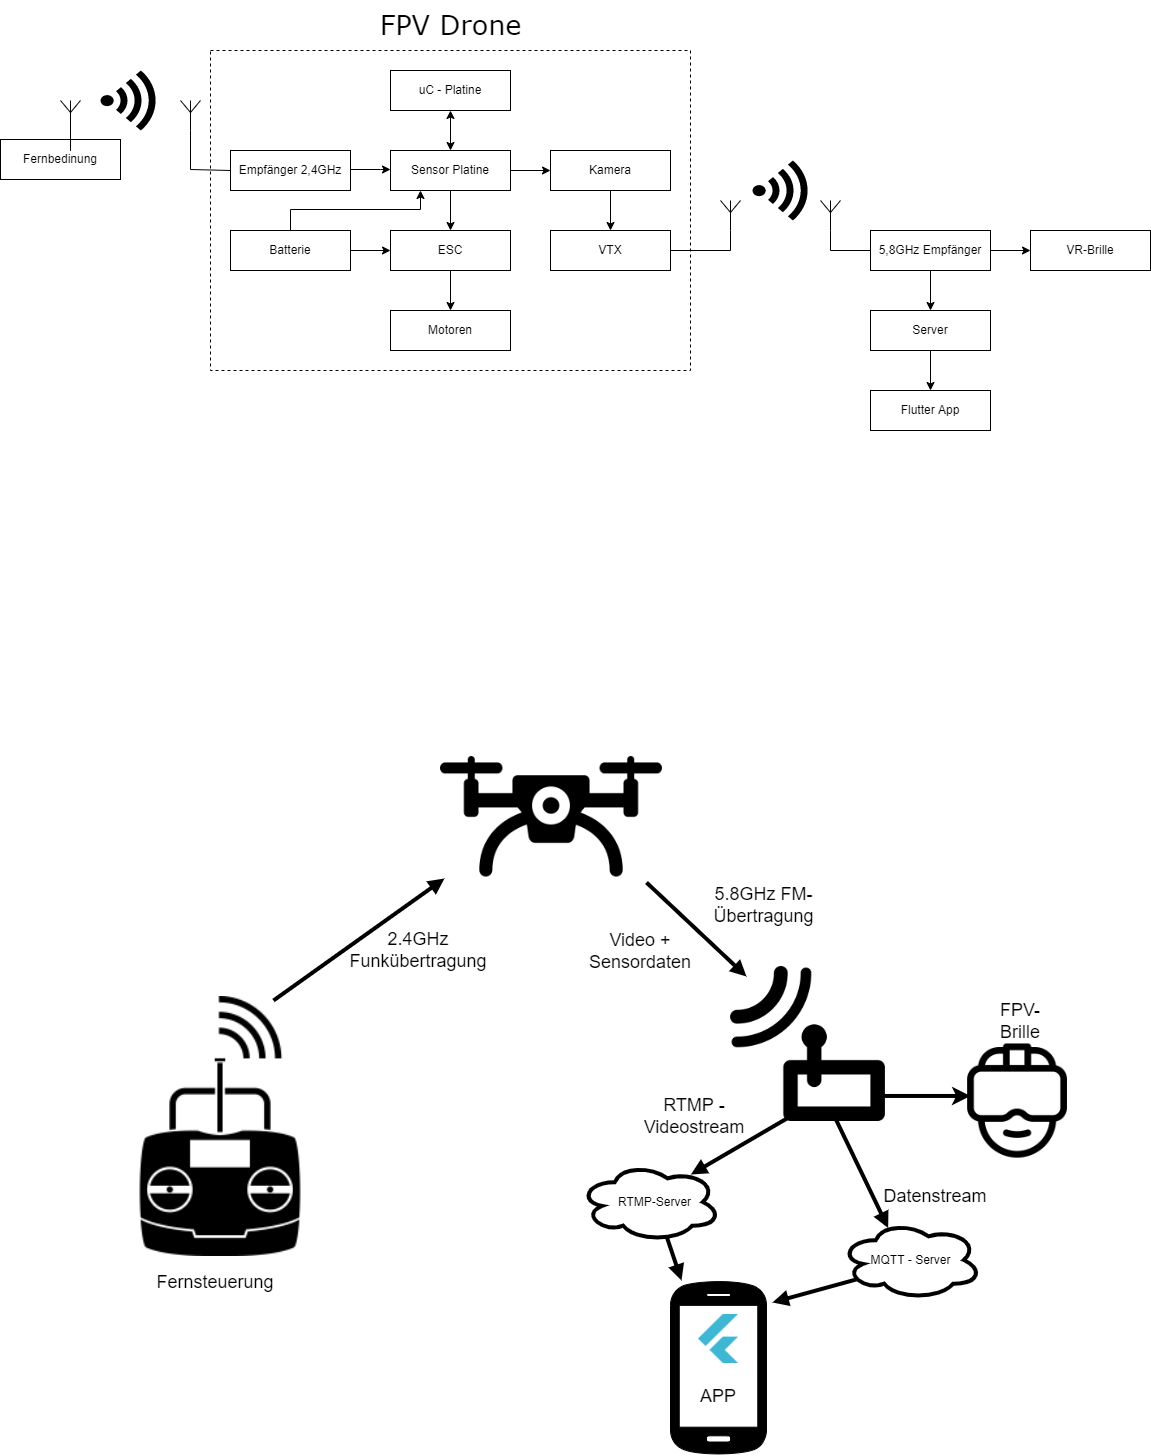 FPV Drone
uC - Platine
Fernbedinung
Empfänger 2,4GHz
Sensor Platine
Kamera
Batterie
ESC
VTX
5,8GHz Empfänger
VR-Brille
Motoren
Server
Flutter App
5.8GHz FM-
Übertragung
2.4GHz
Funkübertragung
Video +
Sensordaten
FPV-
Brille
RTMP -
Videostream
RTMP-Server
Datenstream
MQTT - Server
Fernsteuerung
APP